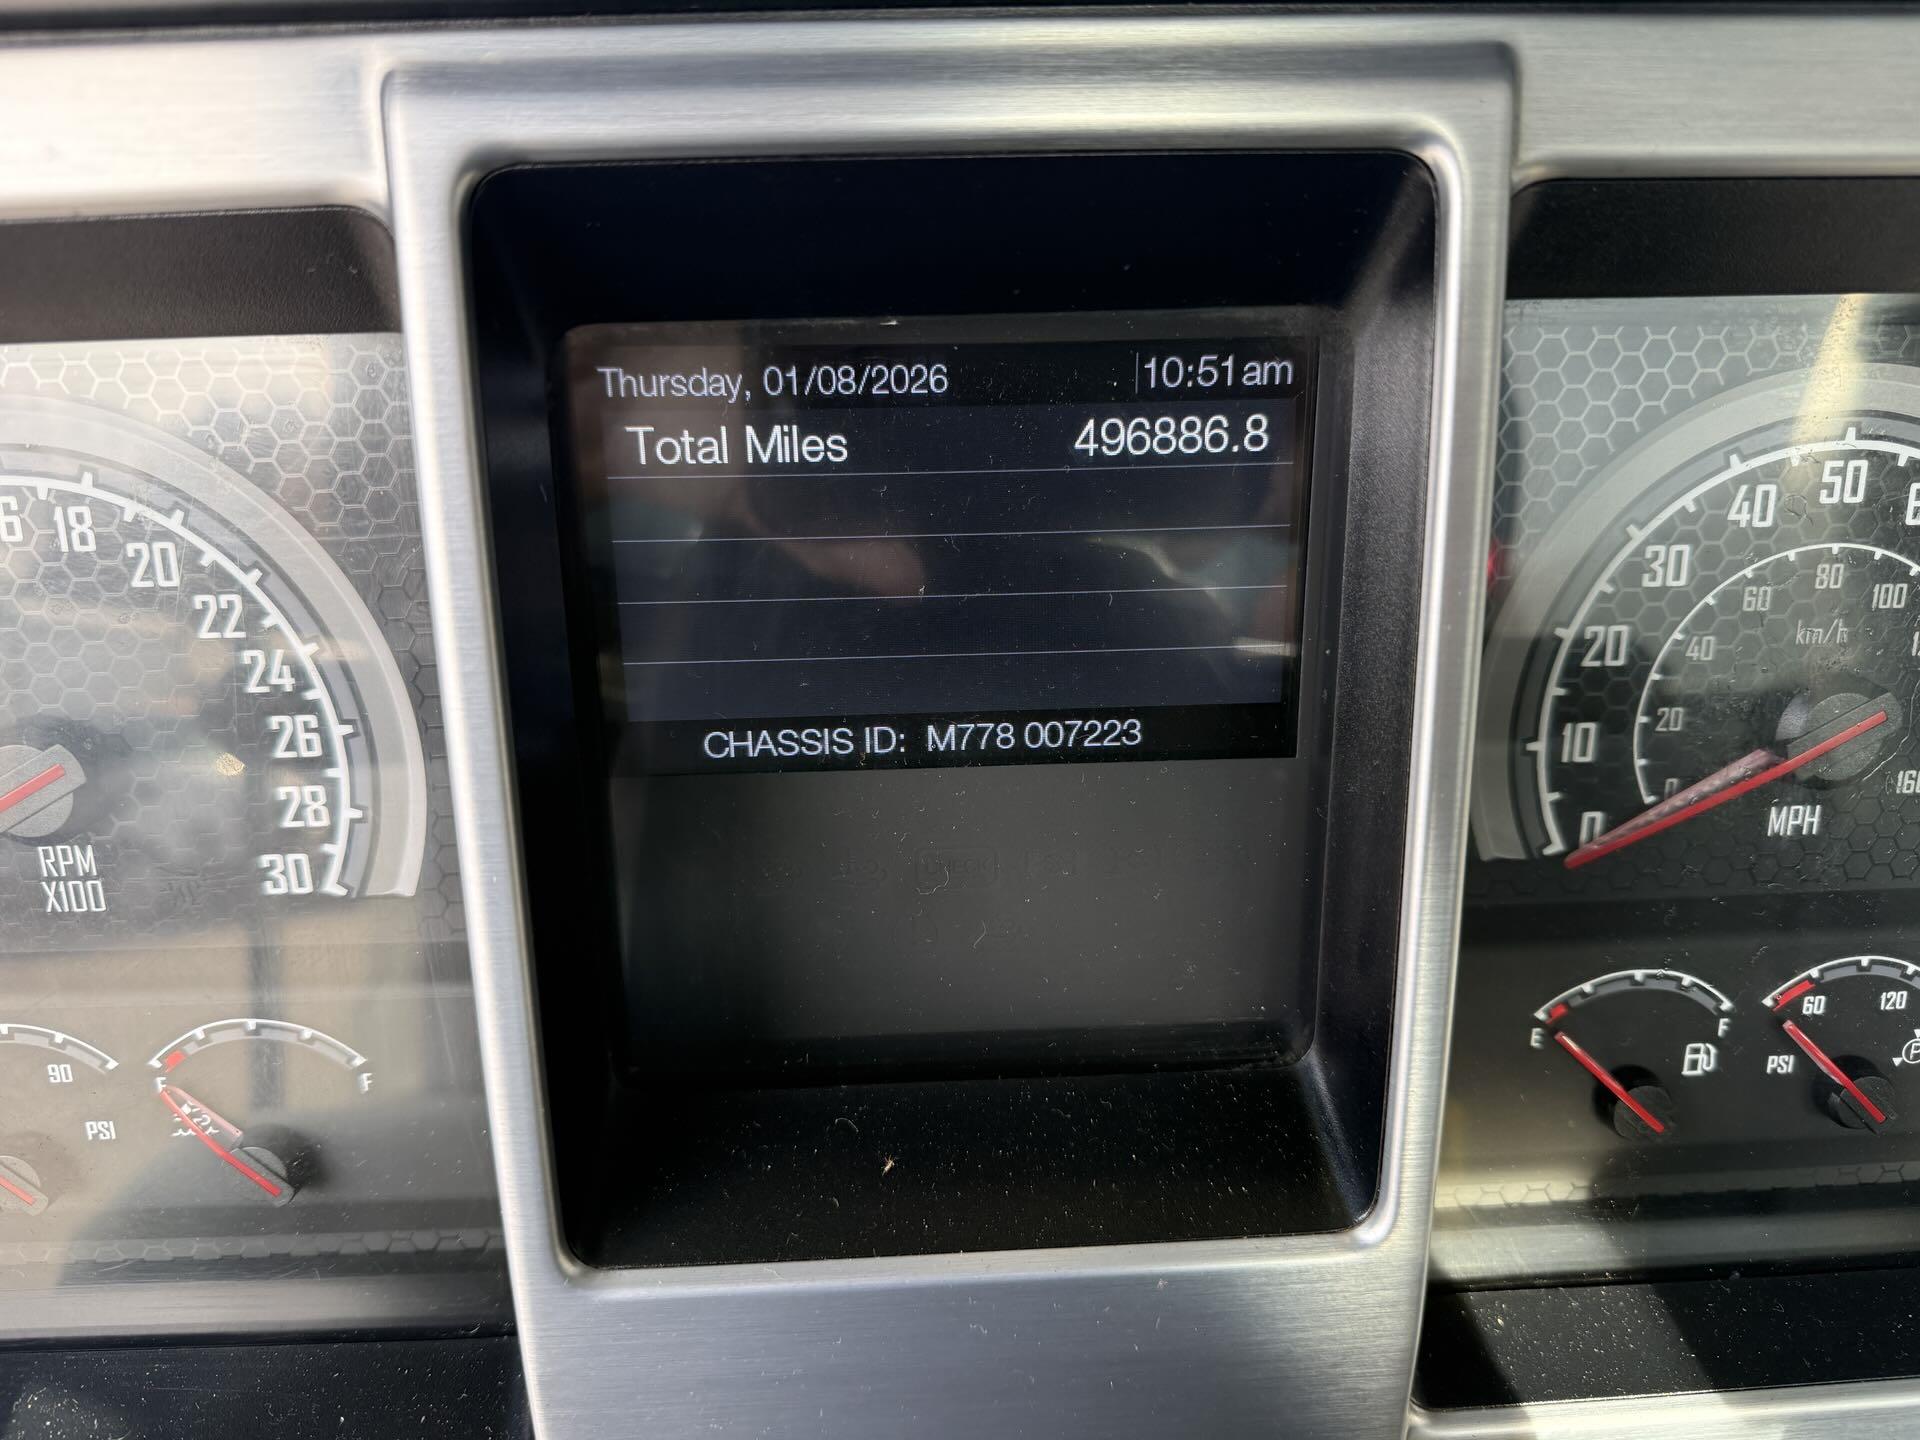 Thursday, 01/08/2026 10:51am
Total Miles 496886.8
CHASSIS ID: M778 007223
18
20
22
24
26
28
30
RPM
X100
90
PSI
F
0
10
20
30
40
50
0
20
40
60
80
100
km/h
MPH
E
F
60
120
PSI